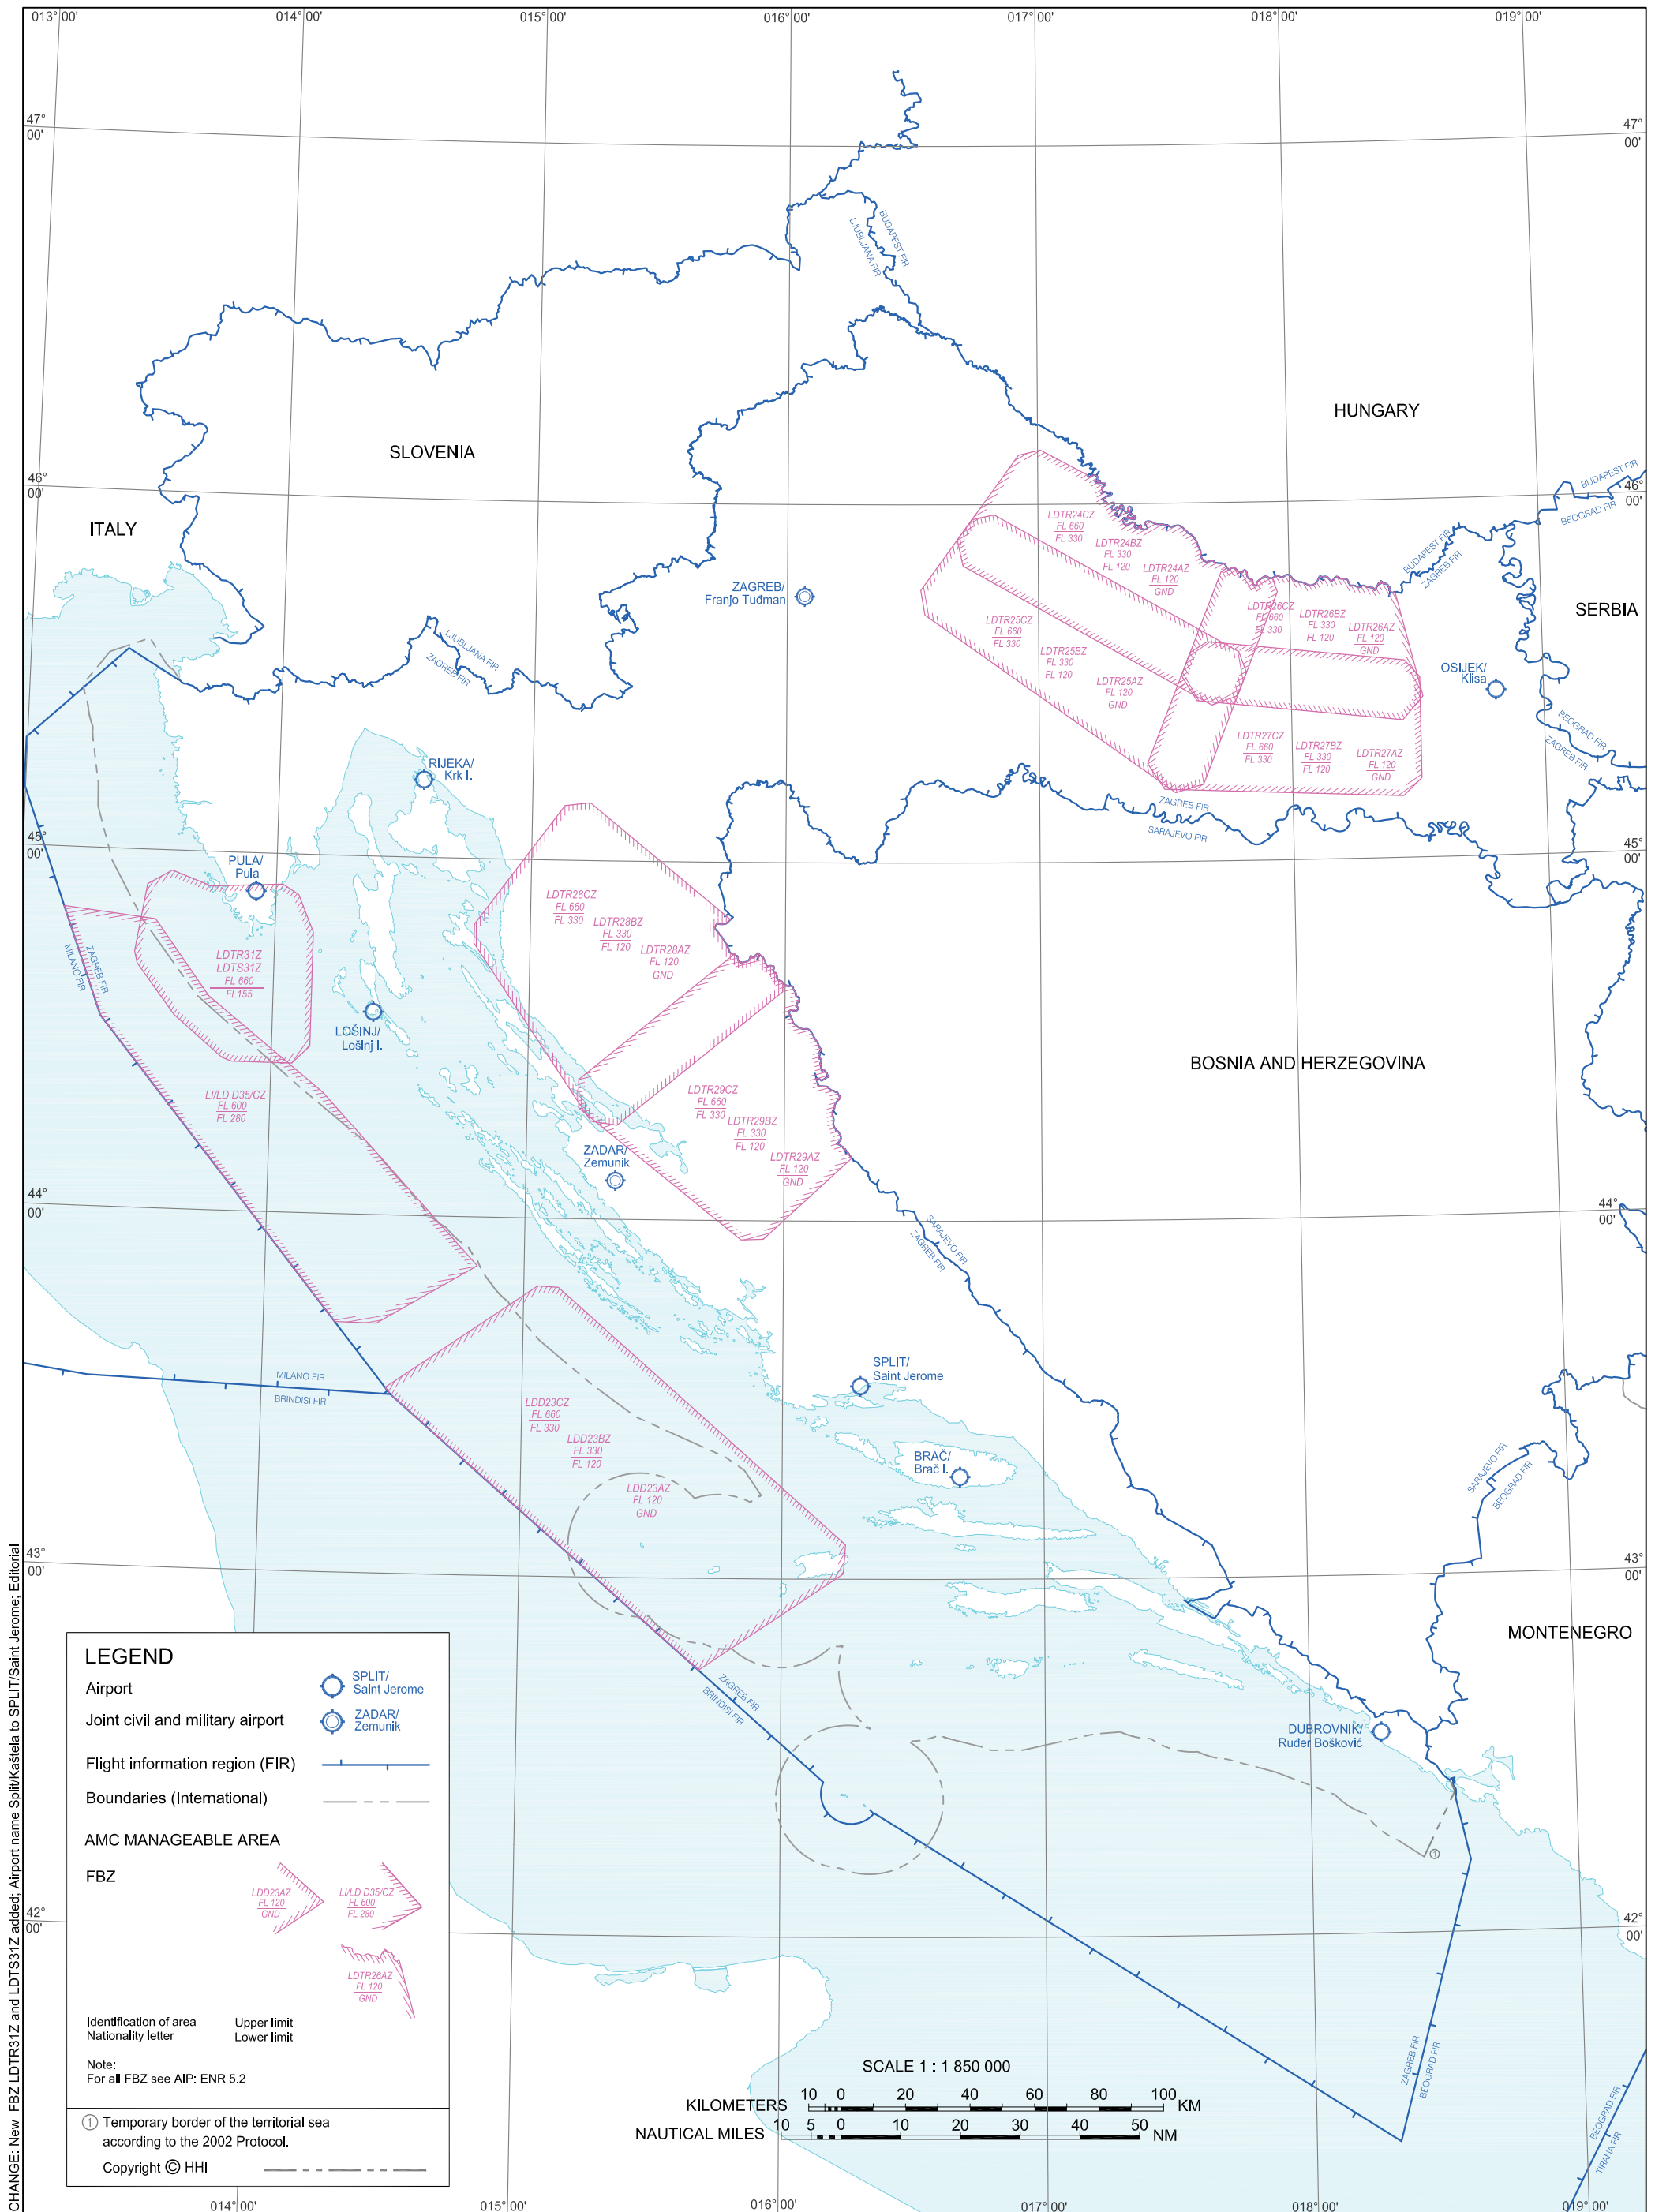 013°00'
014°00'
015°00'
016°00'
017°00'
018°00'
019°00'
47°
00'
47°
00'
BUDAPEST FIR
LJUBLJANA FIR
HUNGARY
SLOVENIA
46°
00'
BUDAPEST FIR
46°
00'
BEOGRAD FIR
ITALY
LDTR24CZ
FL 660
FL 330
LDTR24BZ
FL 330
FL 120
LDTR24AZ
FL 120
GND
BUDAPEST FIR
ZAGREB FIR
ZAGREB/
Franjo Tuđman
SERBIA
LDTR25CZ
FL 660
FL 330
LDTR25BZ
FL 330
FL 120
LDTR25AZ
FL 120
GND
LDTR26CZ
FL 660
FL 330
LDTR26BZ
FL 330
FL 120
LDTR26AZ
FL 120
GND
LJUBLJANA FIR
ZAGREB FIR
OSIJEK/
Klisa
BEOGRAD FIR
ZAGREB FIR
LDTR27CZ
FL 660
FL 330
LDTR27BZ
FL 330
FL 120
LDTR27AZ
FL 120
GND
RIJEKA/
Krk I.
ZAGREB FIR
SARAJEVO FIR
45°
00'
45°
00'
PULA/
Pula
LDTR28CZ
FL 660
FL 330
LDTR28BZ
FL 330
FL 120
LDTR28AZ
FL 120
GND
ZAGREB FIR
MILANO FIR
LDTR31Z
LDTS31Z
FL 660
FL155
LOŠINJ/
Lošinj I.
BOSNIA AND HERZEGOVINA
LI/LD D35/CZ
FL 600
FL 280
LDTR29CZ
FL 660
FL 330
LDTR29BZ
FL 330
FL 120
LDTR29AZ
FL 120
GND
ZADAR/
Zemunik
44°
00'
44°
00'
SARAJEVO FIR
ZAGREB FIR
MILANO FIR
BRINDISI FIR
SPLIT/
Saint Jerome
LDD23CZ
FL 660
FL 330
LDD23BZ
FL 330
FL 120
LDD23AZ
FL 120
GND
BRAČ/
Brač I.
SARAJEVO FIR
BEOGRAD FIR
43°
00'
43°
00'
MONTENEGRO
ZAGREB FIR
BRINDISI FIR
DUBROVNIK/
Ruđer Bošković
1
42°
00'
42°
00'
ZAGREB FIR
BEOGRAD FIR
BEOGRAD FIR
TIRANA FIR
LEGEND
Airport
SPLIT/
Saint Jerome
Joint civil and military airport
ZADAR/
Zemunik
Flight information region (FIR)
Boundaries (International)
AMC MANAGEABLE AREA
FBZ
LDD23AZ
FL 120
GND
LI/LD D35/CZ
FL 600
FL 280
LDTR26AZ
FL 120
GND
Identification of area Upper limit
Nationality letter Lower limit
Note:
For all FBZ see AIP: ENR 5.2
1 Temporary border of the territorial sea
according to the 2002 Protocol.
Copyright © HHI
SCALE 1 : 1 850 000
10 0 20 40 60 80 100
KILOMETERS KM
10 5 0 10 20 30 40 50
NAUTICAL MILES NM
014°00'
015°00'
016°00'
017°00'
018°00'
019°00'
CHANGE: New FBZ LDTR31Z and LDTS31Z added; Airport name Split/Kaštela to SPLIT/Saint Jerome; Editorial